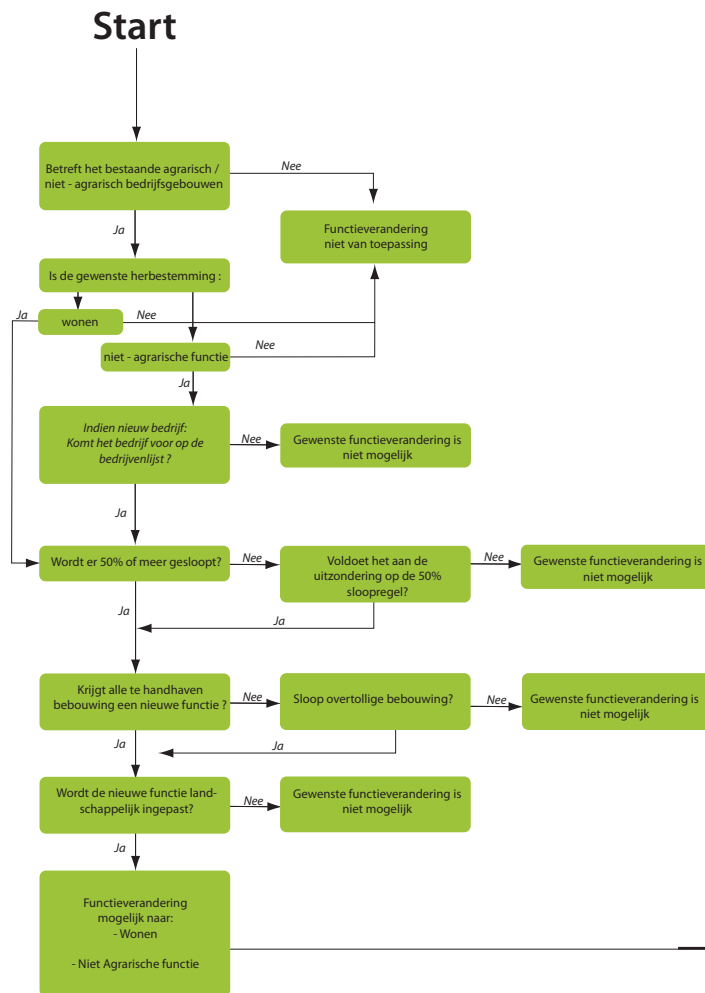 Start
Betreft het bestaande agrarisch /
niet - agrarisch bedrijfsgebouwen
Nee
Functieverandering
niet van toepassing
Ja
Is de gewenste herbestemming :
Ja
wonen
Nee
niet - agrarische functie
Nee
Ja
Indien nieuw bedrijf:
Komt het bedrijf voor op de
bedrijvenlijst ?
Nee
Gewenste functieverandering is
niet mogelijk
Ja
Wordt er 50% of meer gesloopt?
Nee
Voldoet het aan de
uitzondering op de 50%
sloopregel?
Nee
Gewenste functieverandering is
niet mogelijk
Ja
Ja
Krijgt alle te handhaven
bebouwing een nieuwe functie ?
Nee
Sloop overtollige bebouwing?
Nee
Gewenste functieverandering is
niet mogelijk
Ja
Ja
Wordt de nieuwe functie land-
schappelijk ingepast?
Nee
Gewenste functieverandering is
niet mogelijk
Ja
Functieverandering
mogelijk naar:
- Wonen
- Niet Agrarische functie